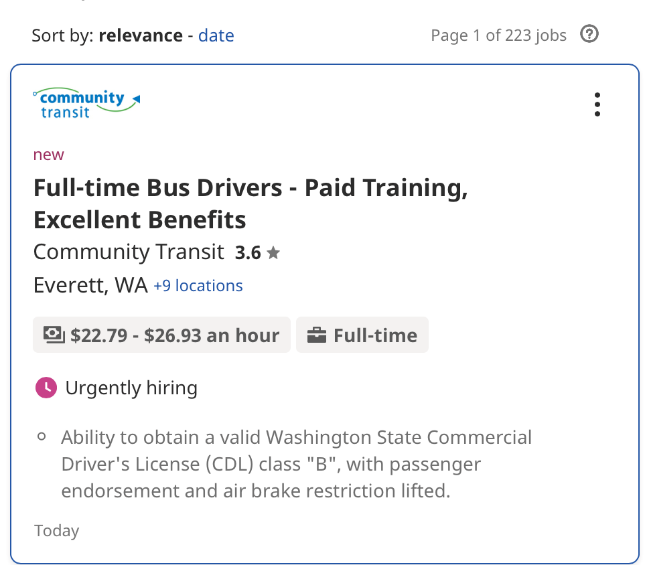 Sort by: relevance - date
Page 1 of 223 jobs
community
transit
new
Full-time Bus Drivers - Paid Training,
Excellent Benefits
Community Transit 3.6
Everett, WA +9 locations
$22.79 - $26.93 an hour
Full-time
Urgently hiring
Ability to obtain a valid Washington State Commercial
Driver's License (CDL) class "B", with passenger
endorsement and air brake restriction lifted.
Today